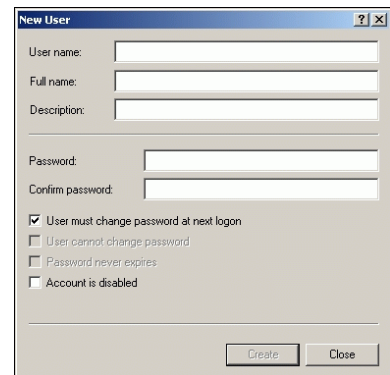 New User
User name:
Full name:
Description:
Password:
Confirm password:
User must change password at next logon
User cannot change password
Password never expires
Account is disabled
Create Close